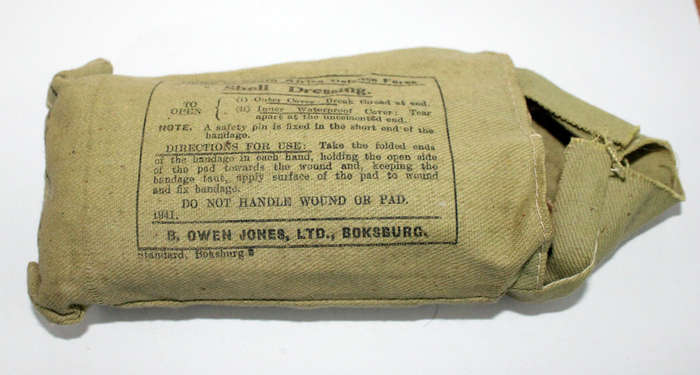 South Africa Defence Force
Shell Dressing.
TO OPEN { (i) Outer Cover: Break thread at end.
(ii) Inner Waterproof Cover: Tear
apart at the uncemented end.
NOTE. A safety pin is fixed in the short end of the
bandage.
DIRECTIONS FOR USE: Take the folded ends
of the bandage in each hand, holding the open side
of the pad towards the wound and, keeping the
bandage taut, apply surface of the pad to wound
and fix bandage.
DO NOT HANDLE WOUND OR PAD.
1941.
B. OWEN JONES, LTD., BOKSBURG.
Standard, Boksburg